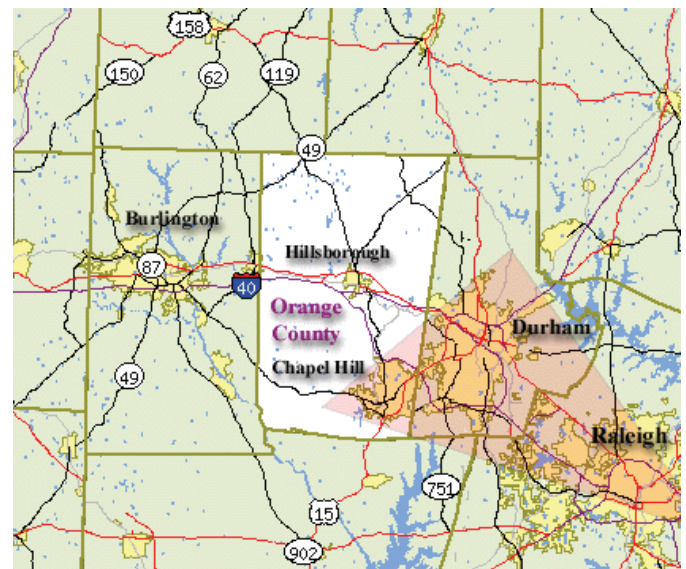 158
150
62
119
49
Burlington
Hillsborough
87
40
Orange
County
Durham
Chapel Hill
49
Raleigh
751
15
902